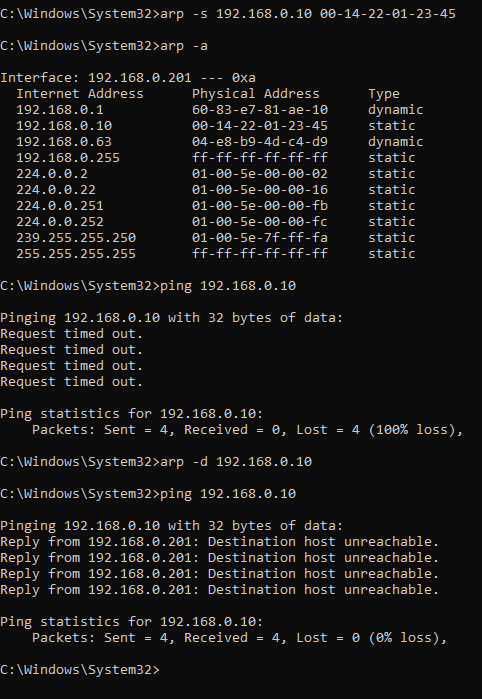 C:\Windows\System32>arp -s 192.168.0.10 00-14-22-01-23-45
C:\Windows\System32>arp -a
Interface: 192.168.0.201 --- 0xa
  Internet Address      Physical Address      Type
  192.168.0.1           60-83-e7-81-ae-10     dynamic
  192.168.0.10          00-14-22-01-23-45     static
  192.168.0.63          04-e8-b9-4d-c4-d9     dynamic
  192.168.0.255         ff-ff-ff-ff-ff-ff     static
  224.0.0.2             01-00-5e-00-00-02     static
  224.0.0.22            01-00-5e-00-00-16     static
  224.0.0.251           01-00-5e-00-00-fb     static
  224.0.0.252           01-00-5e-00-00-fc     static
  239.255.255.250       01-00-5e-7f-ff-fa     static
  255.255.255.255       ff-ff-ff-ff-ff-ff     static
C:\Windows\System32>ping 192.168.0.10
Pinging 192.168.0.10 with 32 bytes of data:
Request timed out.
Request timed out.
Request timed out.
Request timed out.
Ping statistics for 192.168.0.10:
    Packets: Sent = 4, Received = 0, Lost = 4 (100% loss),
C:\Windows\System32>arp -d 192.168.0.10
C:\Windows\System32>ping 192.168.0.10
Pinging 192.168.0.10 with 32 bytes of data:
Reply from 192.168.0.201: Destination host unreachable.
Reply from 192.168.0.201: Destination host unreachable.
Reply from 192.168.0.201: Destination host unreachable.
Reply from 192.168.0.201: Destination host unreachable.
Ping statistics for 192.168.0.10:
    Packets: Sent = 4, Received = 4, Lost = 0 (0% loss),
C:\Windows\System32>